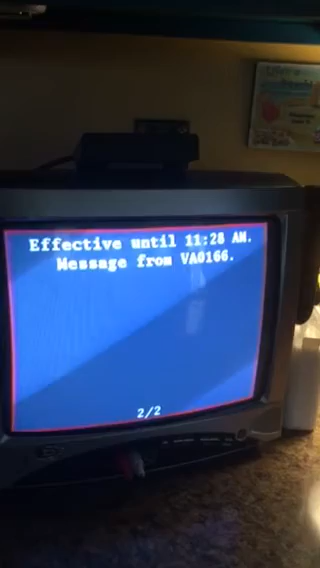 Effective until 11:28 AM.
Message from VA0166.
2/2